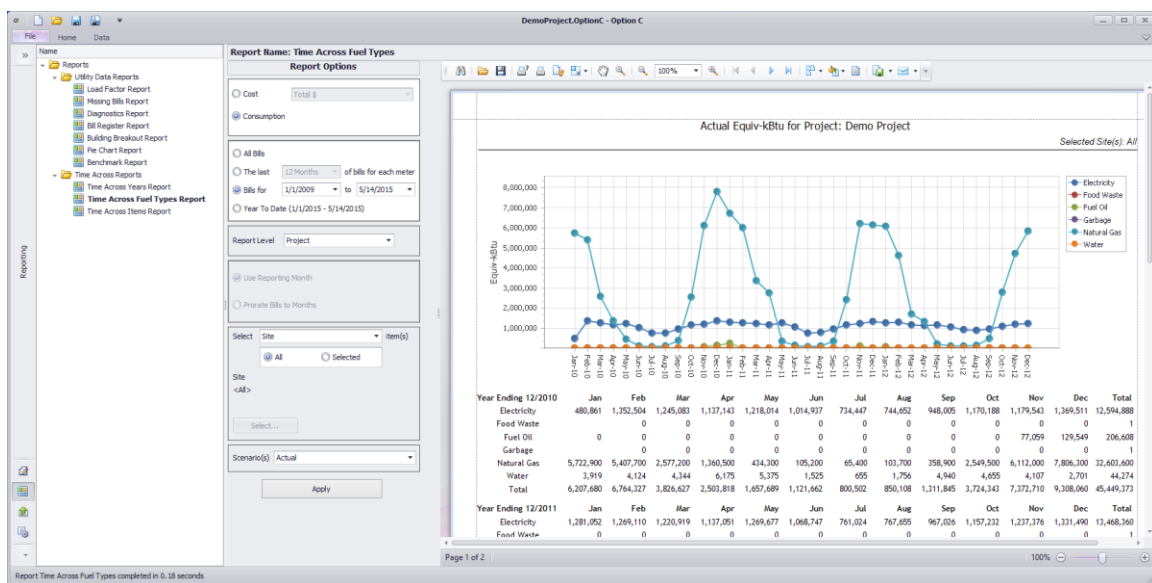 DemoProject.OptionC - Option C
File Home Data
Name
Reports
Utility Data Reports
Load Factor Report
Missing Bills Report
Diagnostics Report
Bill Register Report
Building Breakout Report
Pie Chart Report
Benchmark Report
Time Across Reports
Time Across Years Report
Time Across Fuel Types Report
Time Across Items Report
Reporting
Report Name: Time Across Fuel Types
Report Options
Cost Total $
Consumption
All Bills
The last 12 Months of bills for each meter
Bills for 1/1/2009 to 5/14/2015
Year To Date (1/1/2015 - 5/14/2015)
Report Level Project
Use Reporting Month
Prorate Bills to Months
Select Site item(s)
All Selected
Site
<All>
Select...
Scenario(s) Actual
Apply
100%
Actual Equiv-kBtu for Project: Demo Project
Selected Site(s): All
Equiv-kBtu
8,000,000
7,000,000
6,000,000
5,000,000
4,000,000
3,000,000
2,000,000
1,000,000
Electricity
Food Waste
Fuel Oil
Garbage
Natural Gas
Water
Jan-10 Feb-10 Mar-10 Apr-10 May-10 Jun-10 Jul-10 Aug-10 Sep-10 Oct-10 Nov-10 Dec-10 Jan-11 Feb-11 Mar-11 Apr-11 May-11 Jun-11 Jul-11 Aug-11 Sep-11 Oct-11 Nov-11 Dec-11 Jan-12 Feb-12 Mar-12 Apr-12 May-12 Jun-12 Jul-12 Aug-12 Sep-12 Oct-12 Nov-12 Dec-12
Year Ending 12/2010 Jan Feb Mar Apr May Jun Jul Aug Sep Oct Nov Dec Total
Electricity 480,861 1,352,504 1,245,083 1,137,143 1,218,014 1,014,937 734,447 744,652 948,005 1,170,188 1,179,543 1,369,511 12,594,888
Food Waste 0 0 0 0 0 0 0 0 0 0 0 1
Fuel Oil 0 0 0 0 0 0 0 0 0 0 77,059 129,549 206,608
Garbage 0 0 0 0 0 0 0 0 0 0 0 1
Natural Gas 5,722,900 5,407,700 2,577,200 1,360,500 434,300 105,200 65,400 103,700 358,900 2,549,500 6,112,000 7,806,300 32,603,600
Water 3,919 4,124 4,344 6,175 5,375 1,525 655 1,756 4,940 4,655 4,107 2,701 44,274
Total 6,207,680 6,764,327 3,826,627 2,503,818 1,657,689 1,121,662 800,502 850,108 1,311,845 3,724,343 7,372,710 9,308,060 45,449,373
Year Ending 12/2011 Jan Feb Mar Apr May Jun Jul Aug Sep Oct Nov Dec Total
Electricity 1,281,052 1,269,110 1,220,919 1,137,051 1,269,677 1,068,747 761,024 767,655 967,026 1,157,232 1,237,376 1,331,490 13,468,360
Food Waste 0 0 0 0 0 0 0 0 0 0 0 0 1
Page 1 of 2 100%
Report Time Across Fuel Types completed in 0.18 seconds